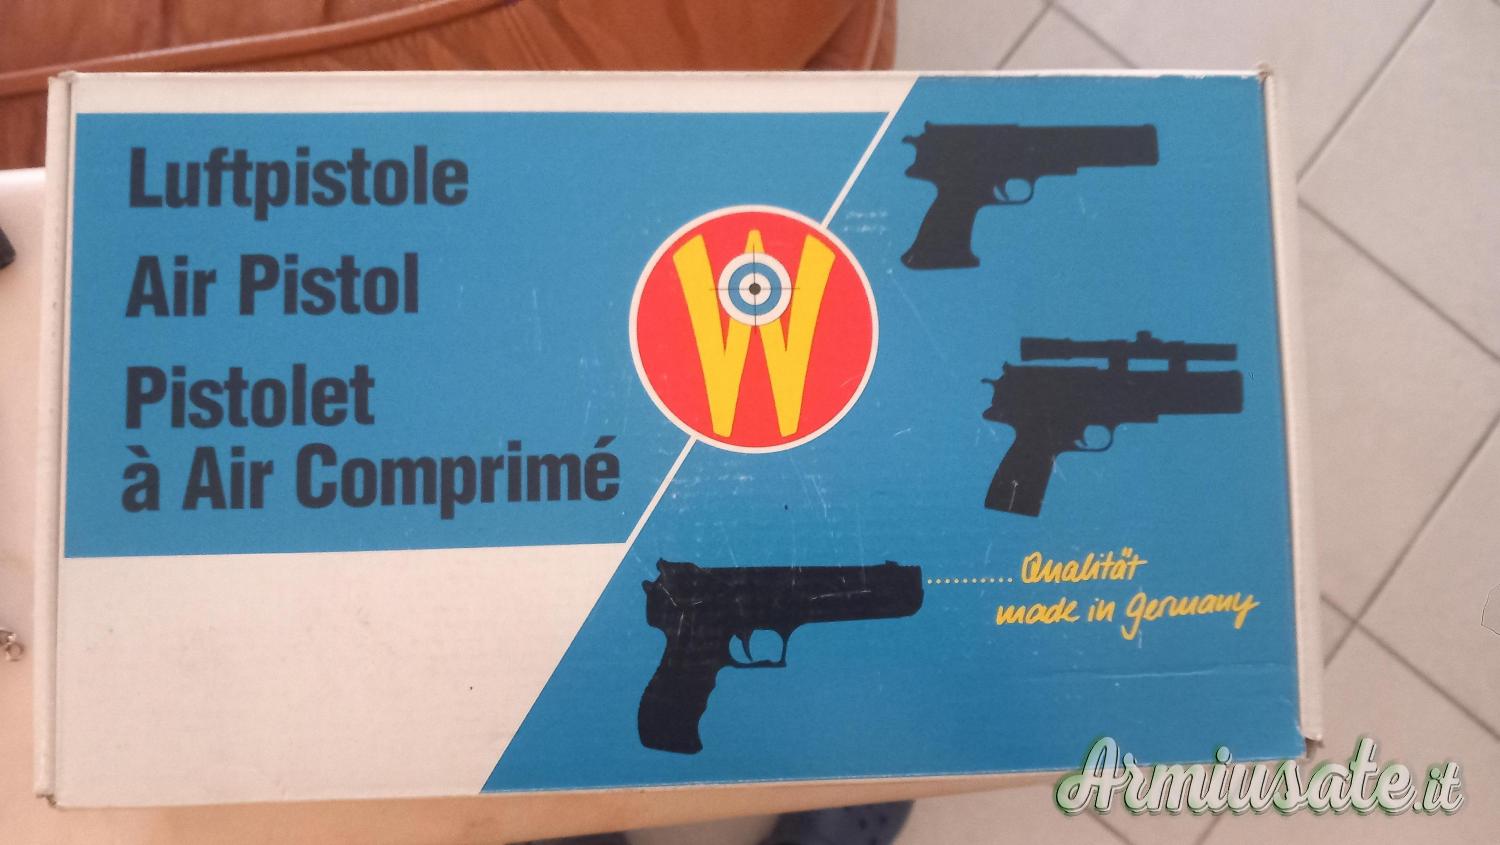 Luftpistole
Air Pistol
Pistolet
à Air Comprimé
W
Qualität
made in germany
Armiusate.it